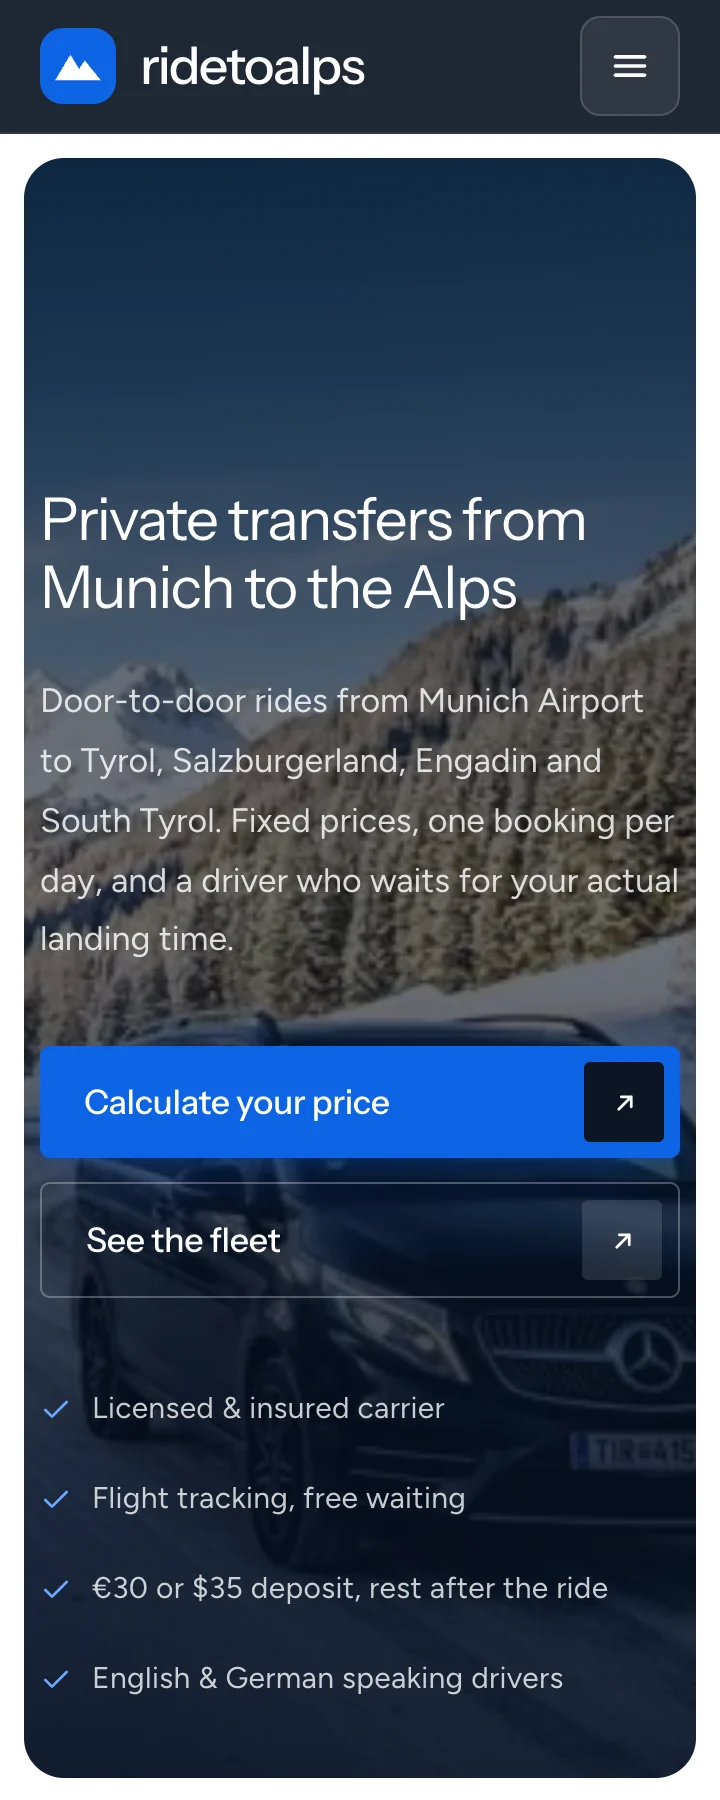 ridetoalps
Private transfers from
Munich to the Alps
Door-to-door rides from Munich Airport
to Tyrol, Salzburgerland, Engadin and
South Tyrol. Fixed prices, one booking per
day, and a driver who waits for your actual
landing time.
Calculate your price
See the fleet
Licensed & insured carrier
Flight tracking, free waiting
€30 or $35 deposit, rest after the ride
English & German speaking drivers